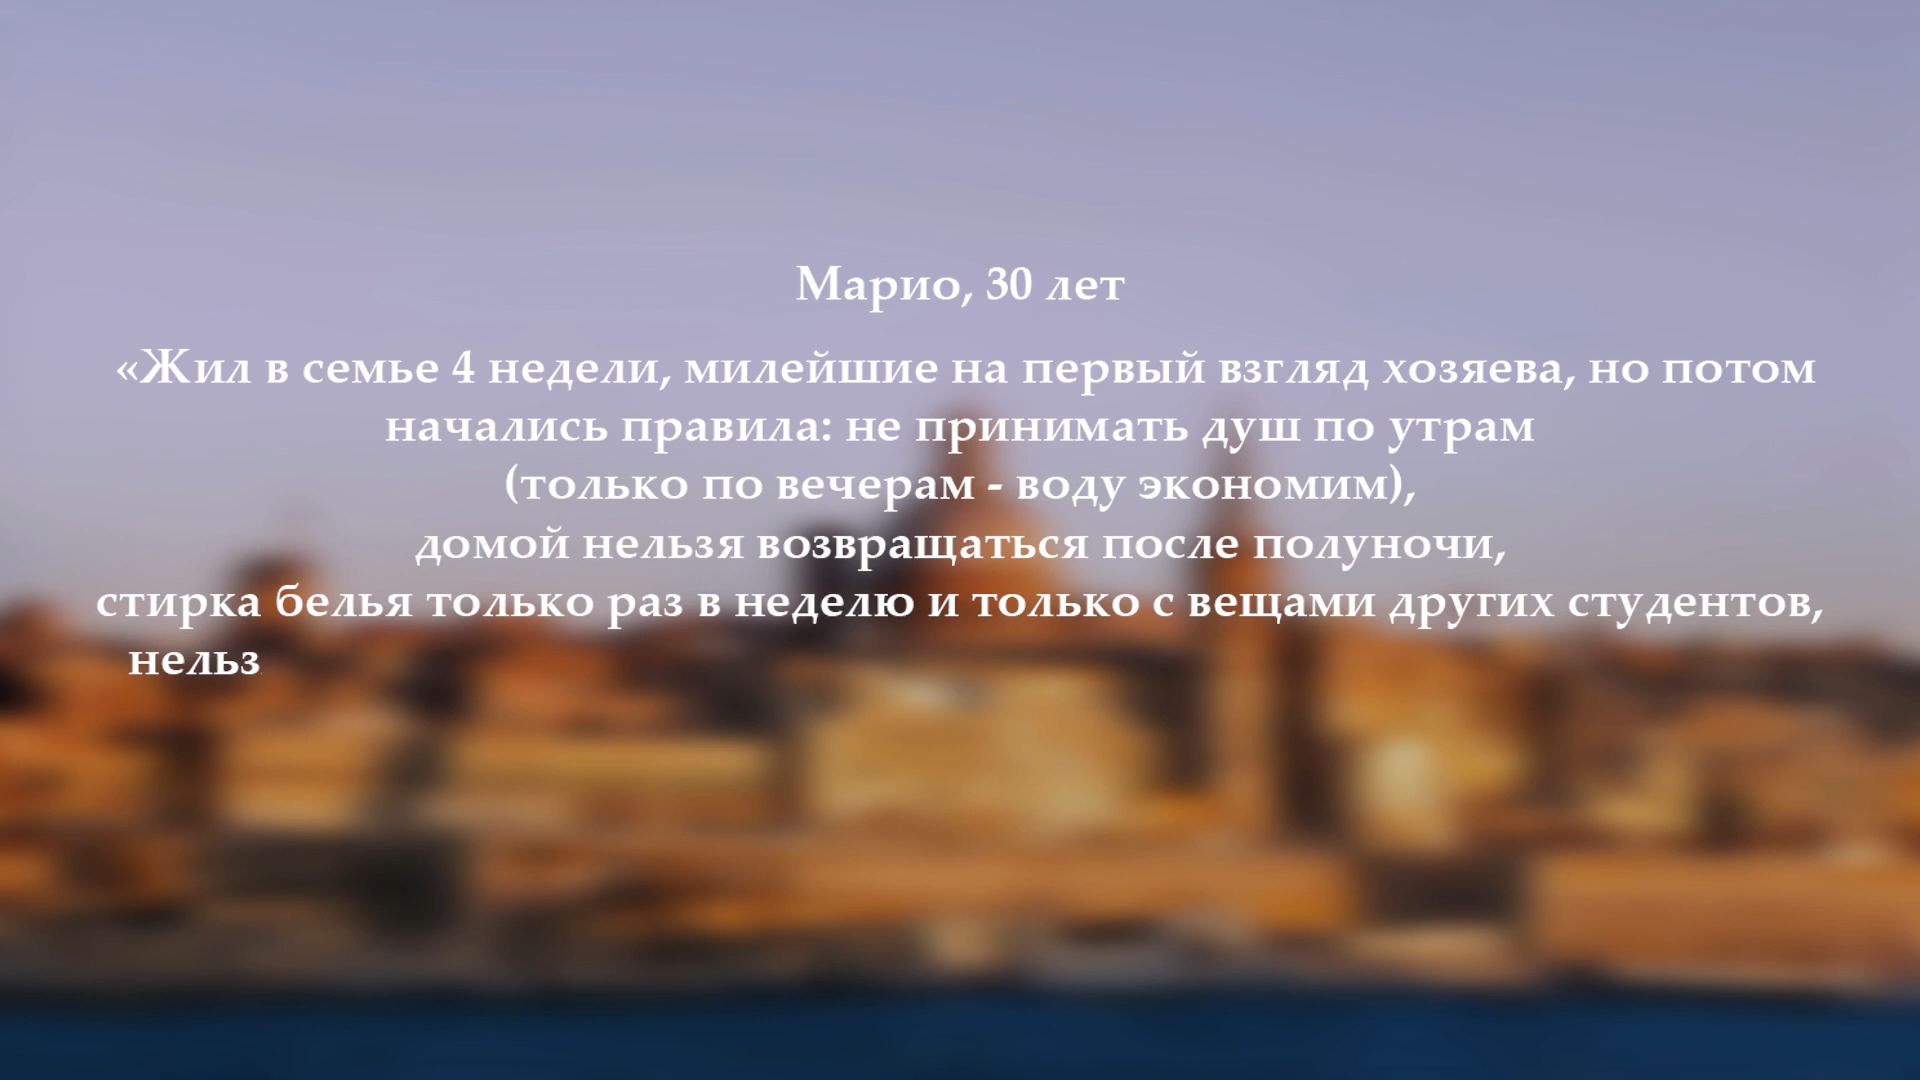 Марио, 30 лет
«Жил в семье 4 недели, милейшие на первый взгляд хозяева, но потом
начались правила: не принимать душ по утрам
(только по вечерам - воду экономим),
домой нельзя возвращаться после полуночи,
стирка белья только раз в неделю и только с вещами других студентов,
нельз